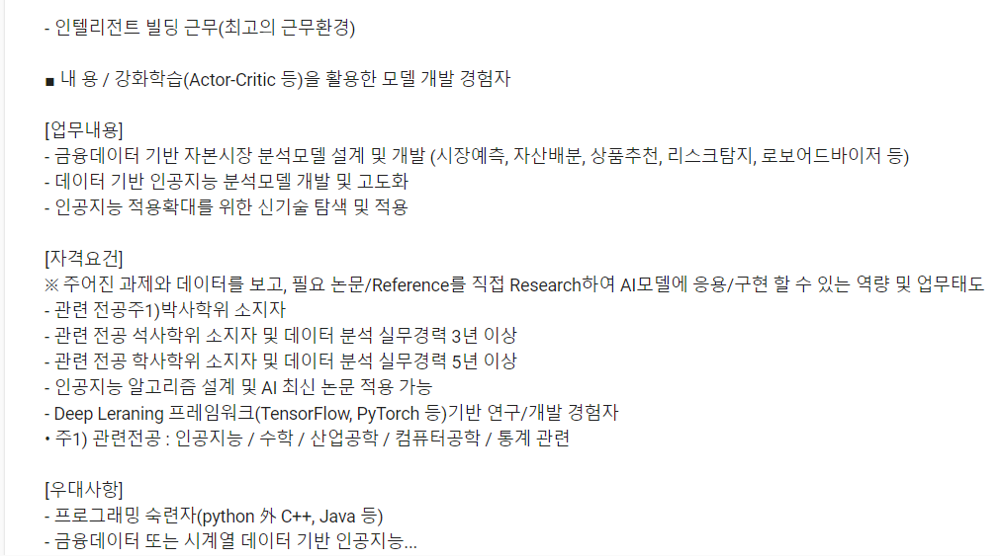 - 인텔리전트 빌딩 근무(최고의 근무환경)
■ 내 용 / 강화학습(Actor-Critic 등)을 활용한 모델 개발 경험자
[업무내용]
- 금융데이터 기반 자본시장 분석모델 설계 및 개발 (시장예측, 자산배분, 상품추천, 리스크탐지, 로보어드바이저 등)
- 데이터 기반 인공지능 분석모델 개발 및 고도화
- 인공지능 적용확대를 위한 신기술 탐색 및 적용
[자격요건]
※ 주어진 과제와 데이터를 보고, 필요 논문/Reference를 직접 Research하여 AI모델에 응용/구현 할 수 있는 역량 및 업무태도
- 관련 전공주1)박사학위 소지자
- 관련 전공 석사학위 소지자 및 데이터 분석 실무경력 3년 이상
- 관련 전공 학사학위 소지자 및 데이터 분석 실무경력 5년 이상
- 인공지능 알고리즘 설계 및 AI 최신 논문 적용 가능
- Deep Leraning 프레임워크(TensorFlow, PyTorch 등)기반 연구/개발 경험자
• 주1) 관련전공 : 인공지능 / 수학 / 산업공학 / 컴퓨터공학 / 통계 관련
[우대사항]
- 프로그래밍 숙련자(python 外 C++, Java 등)
- 금융데이터 또는 시계열 데이터 기반 인공지능...